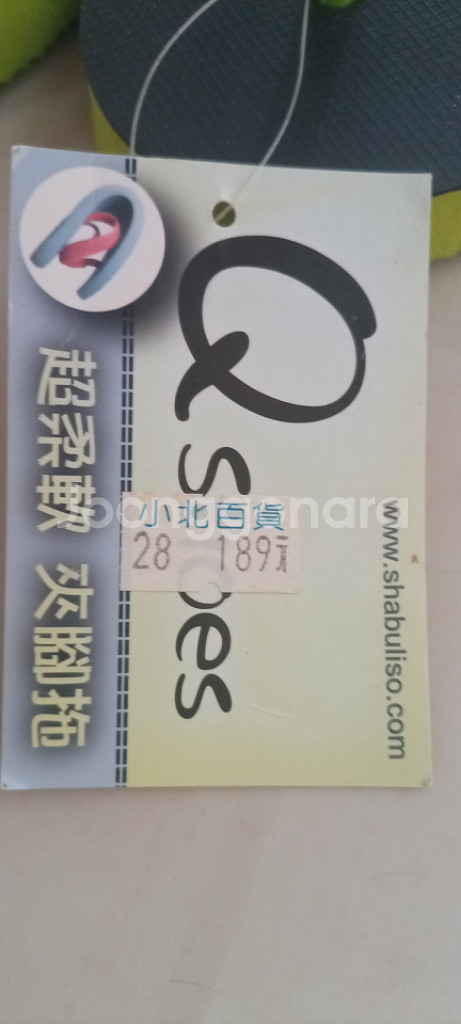 Q shoes
小北百貨
28 189元
www.shabuliso.com
超柔軟 夾腳拖
joonggonara